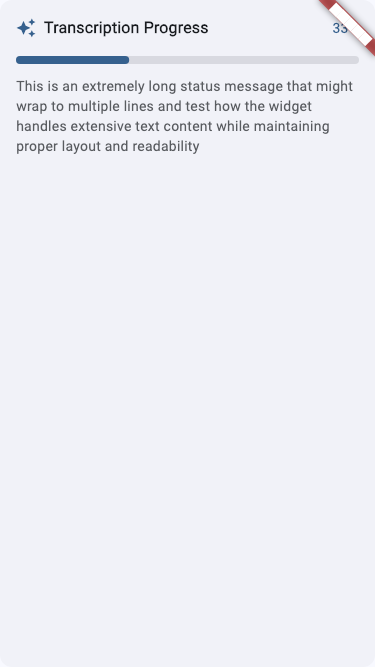 Transcription Progress
33
This is an extremely long status message that might
wrap to multiple lines and test how the widget
handles extensive text content while maintaining
proper layout and readability